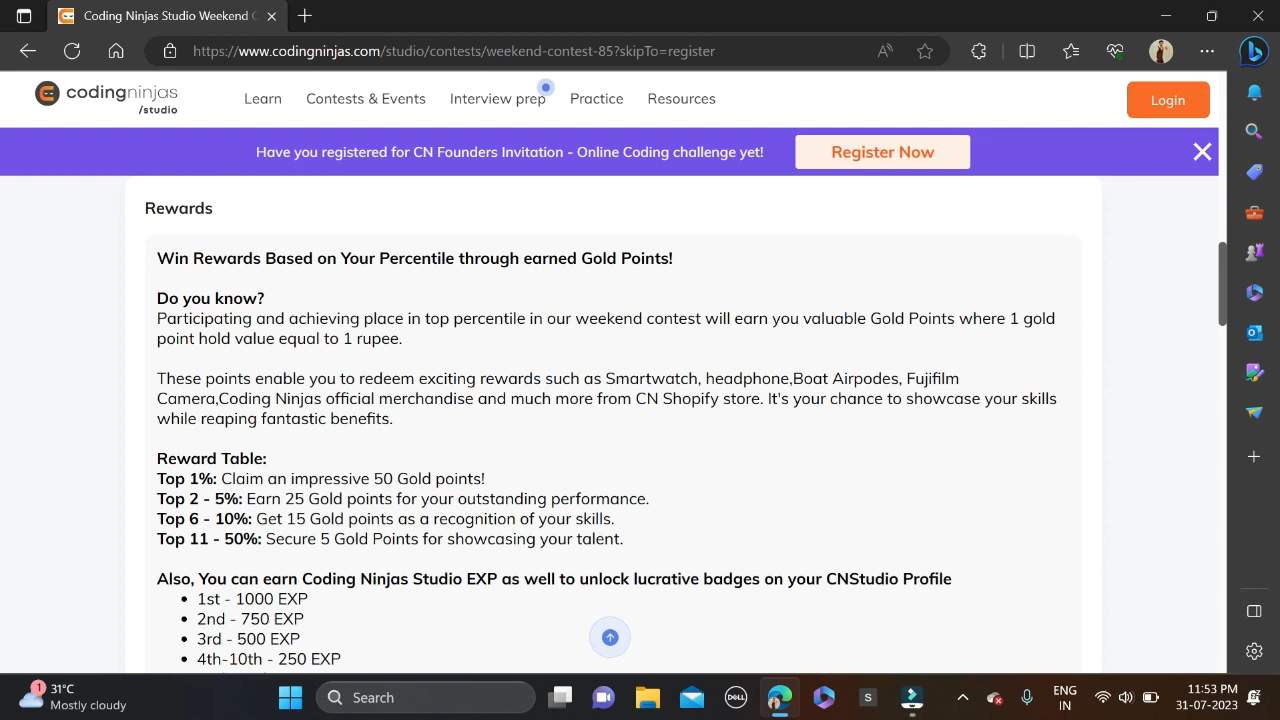 Coding Ninjas Studio Weekend C
https://www.codingninjas.com/studio/contests/weekend-contest-85?skipTo=register
codingninjas
/studio
Learn
Contests & Events
Interview prep
Practice
Resources
Login
Have you registered for CN Founders Invitation - Online Coding challenge yet!
Register Now
Rewards
Win Rewards Based on Your Percentile through earned Gold Points!
Do you know?
Participating and achieving place in top percentile in our weekend contest will earn you valuable Gold Points where 1 gold
point hold value equal to 1 rupee.
These points enable you to redeem exciting rewards such as Smartwatch, headphone,Boat Airpodes, Fujifilm
Camera,Coding Ninjas official merchandise and much more from CN Shopify store. It's your chance to showcase your skills
while reaping fantastic benefits.
Reward Table:
Top 1%: Claim an impressive 50 Gold points!
Top 2 - 5%: Earn 25 Gold points for your outstanding performance.
Top 6 - 10%: Get 15 Gold points as a recognition of your skills.
Top 11 - 50%: Secure 5 Gold Points for showcasing your talent.
Also, You can earn Coding Ninjas Studio EXP as well to unlock lucrative badges on your CNStudio Profile
• 1st - 1000 EXP
• 2nd - 750 EXP
• 3rd - 500 EXP
• 4th-10th - 250 EXP
1
31°C
Mostly cloudy
Search
DELL
S
ENG
IN
11:53 PM
31-07-2023